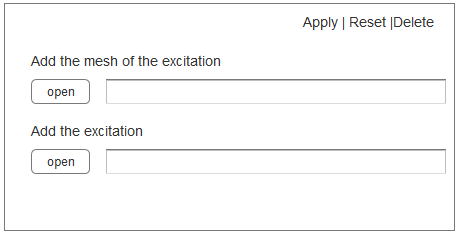 Apply | Reset |Delete
Add the mesh of the excitation
open
Add the excitation
open